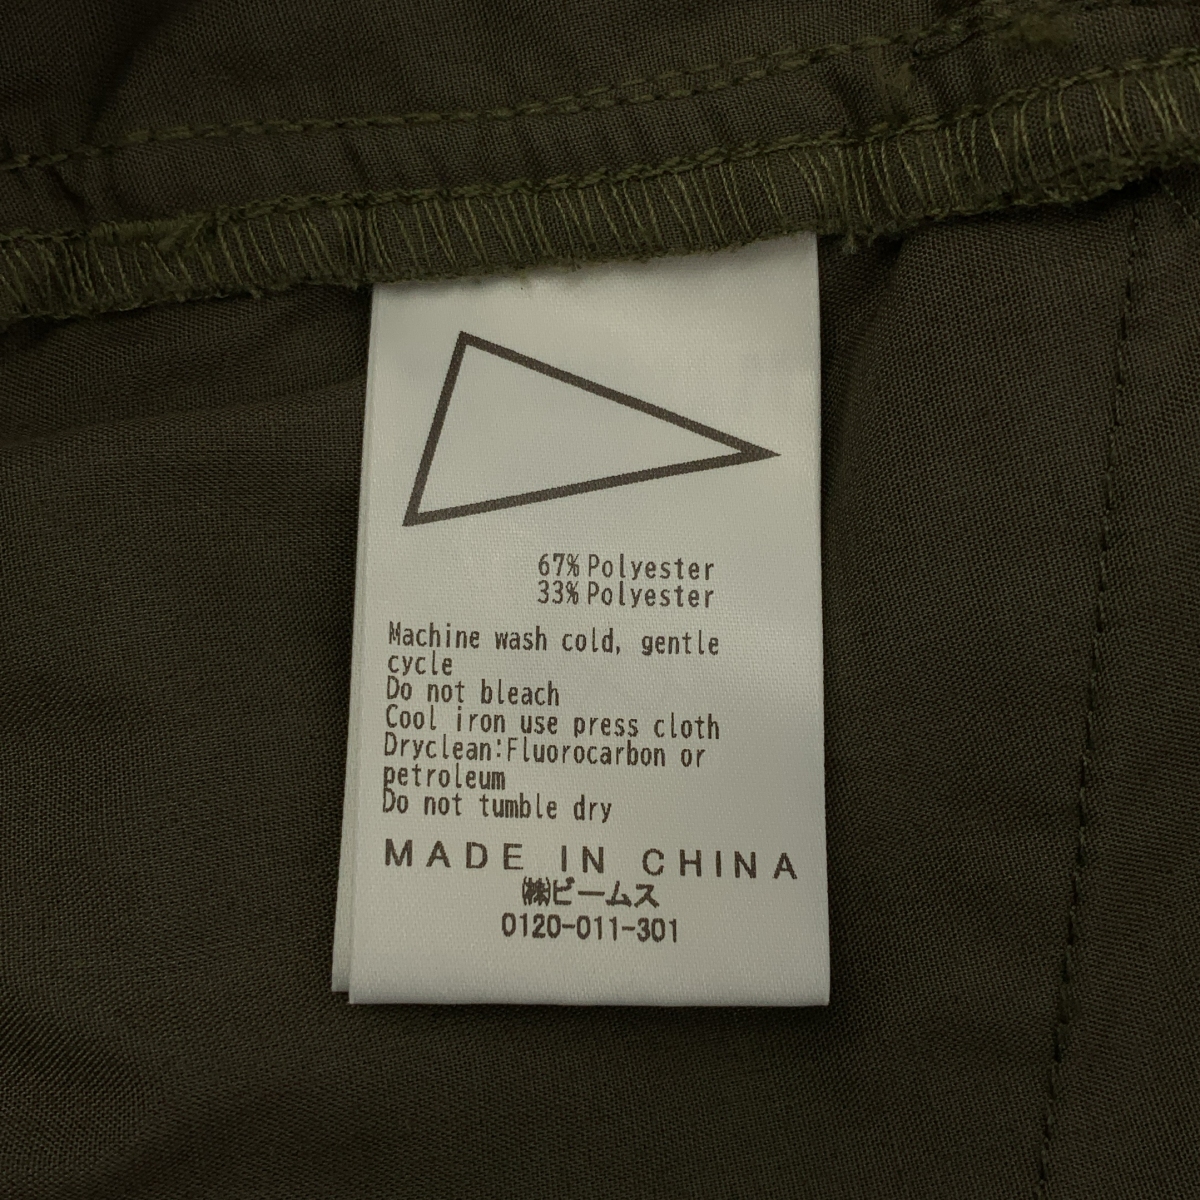 67% Polyester
33% Polyester
Machine wash cold, gentle
cycle
Do not bleach
Cool iron use press cloth
Dryclean:Fluorocarbon or
petroleum
Do not tumble dry
MADE IN CHINA
㈱ビームス
0120-011-301